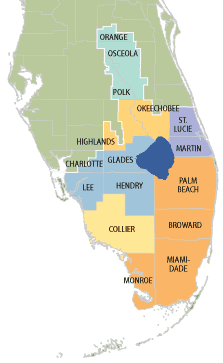 ORANGE
OSCEOLA
POLK
OKEECHOBEE
ST.
LUCIE
HIGHLANDS
MARTIN
CHARLOTTE
GLADES
LEE
HENDRY
PALM
BEACH
COLLIER
BROWARD
MIAMI-
DADE
MONROE